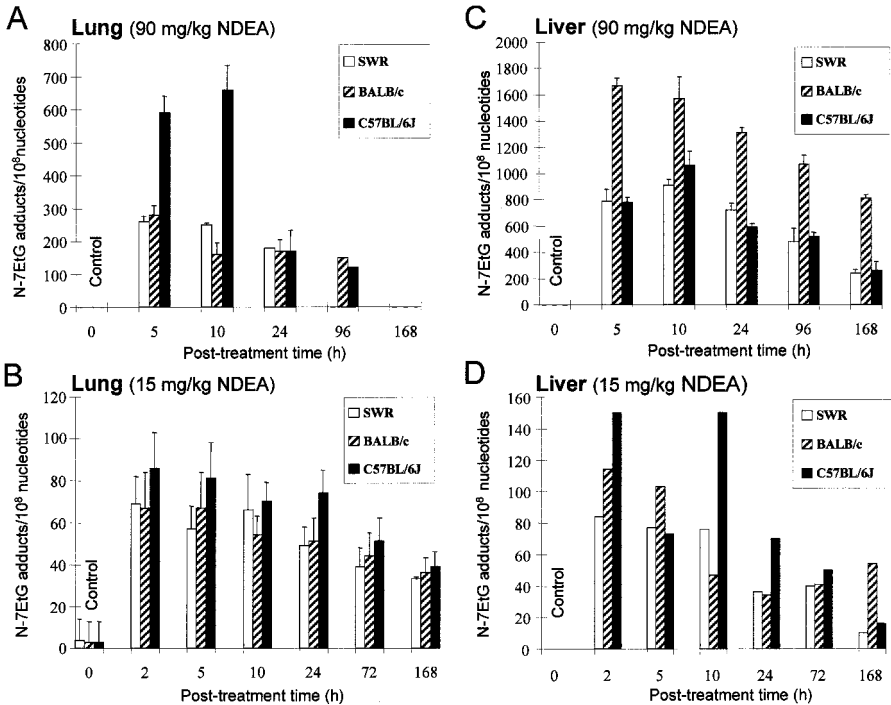 A Lung (90 mg/kg NDEA)
N-7EtG adducts/10⁸nucleotides
800
700
600
500
400
300
200
100
0
SWR
BALB/c
C57BL/6J
Control
0 5 10 24 96 168
Post-treatment time (h)
B Lung (15 mg/kg NDEA)
N-7EtG adducts/10⁸ nucleotides
120
100
80
60
40
20
0
SWR
BALB/c
C57BL/6J
Control
0 2 5 10 24 72 168
Post-treatment time (h)
C Liver (90 mg/kg NDEA)
N-7EtG adducts/10⁸ nucleotides
2000
1800
1600
1400
1200
1000
800
600
400
200
0
SWR
BALB/c
C57BL/6J
Control
0 5 10 24 96 168
Post-treatment time (h)
D Liver (15 mg/kg NDEA)
N-7EtG adducts/10⁸ nucleotides
160
140
120
100
80
60
40
20
0
SWR
BALB/c
C57BL/6J
Control
0 2 5 10 24 72 168
Post-treatment time (h)